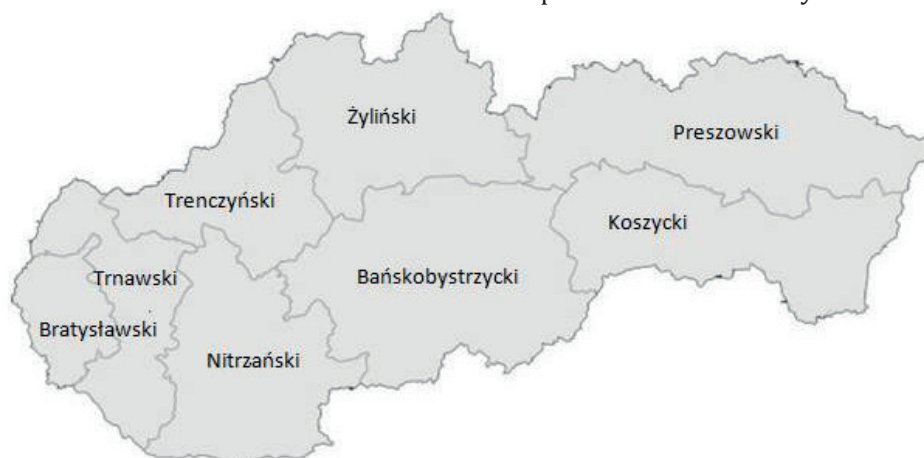 Żyliński
Preszowski
Trenczyński
Koszycki
Trnawski
Bańskobystrzycki
Bratysławski
Nitrzański